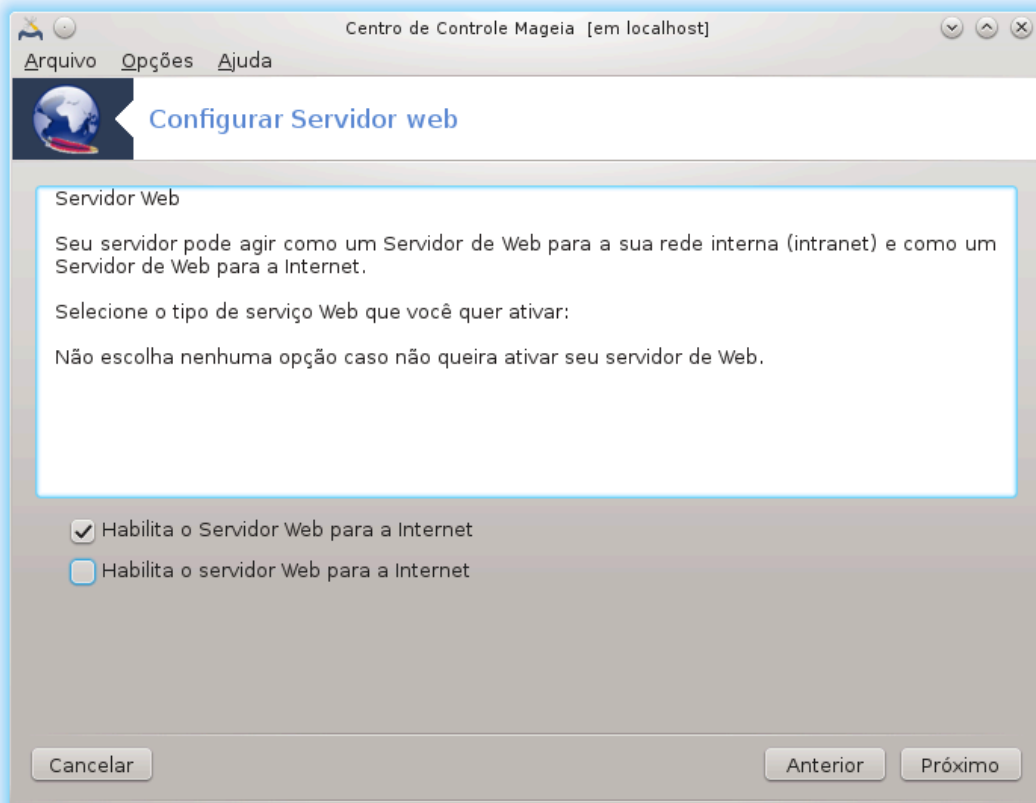 Centro de Controle Mageia  [em localhost]
Arquivo Opções Ajuda
Configurar Servidor web
Servidor Web
Seu servidor pode agir como um Servidor de Web para a sua rede interna (intranet) e como um
Servidor de Web para a Internet.
Selecione o tipo de serviço Web que você quer ativar:
Não escolha nenhuma opção caso não queira ativar seu servidor de Web.
Habilita o Servidor Web para a Internet
Habilita o servidor Web para a Internet
Cancelar Anterior Próximo